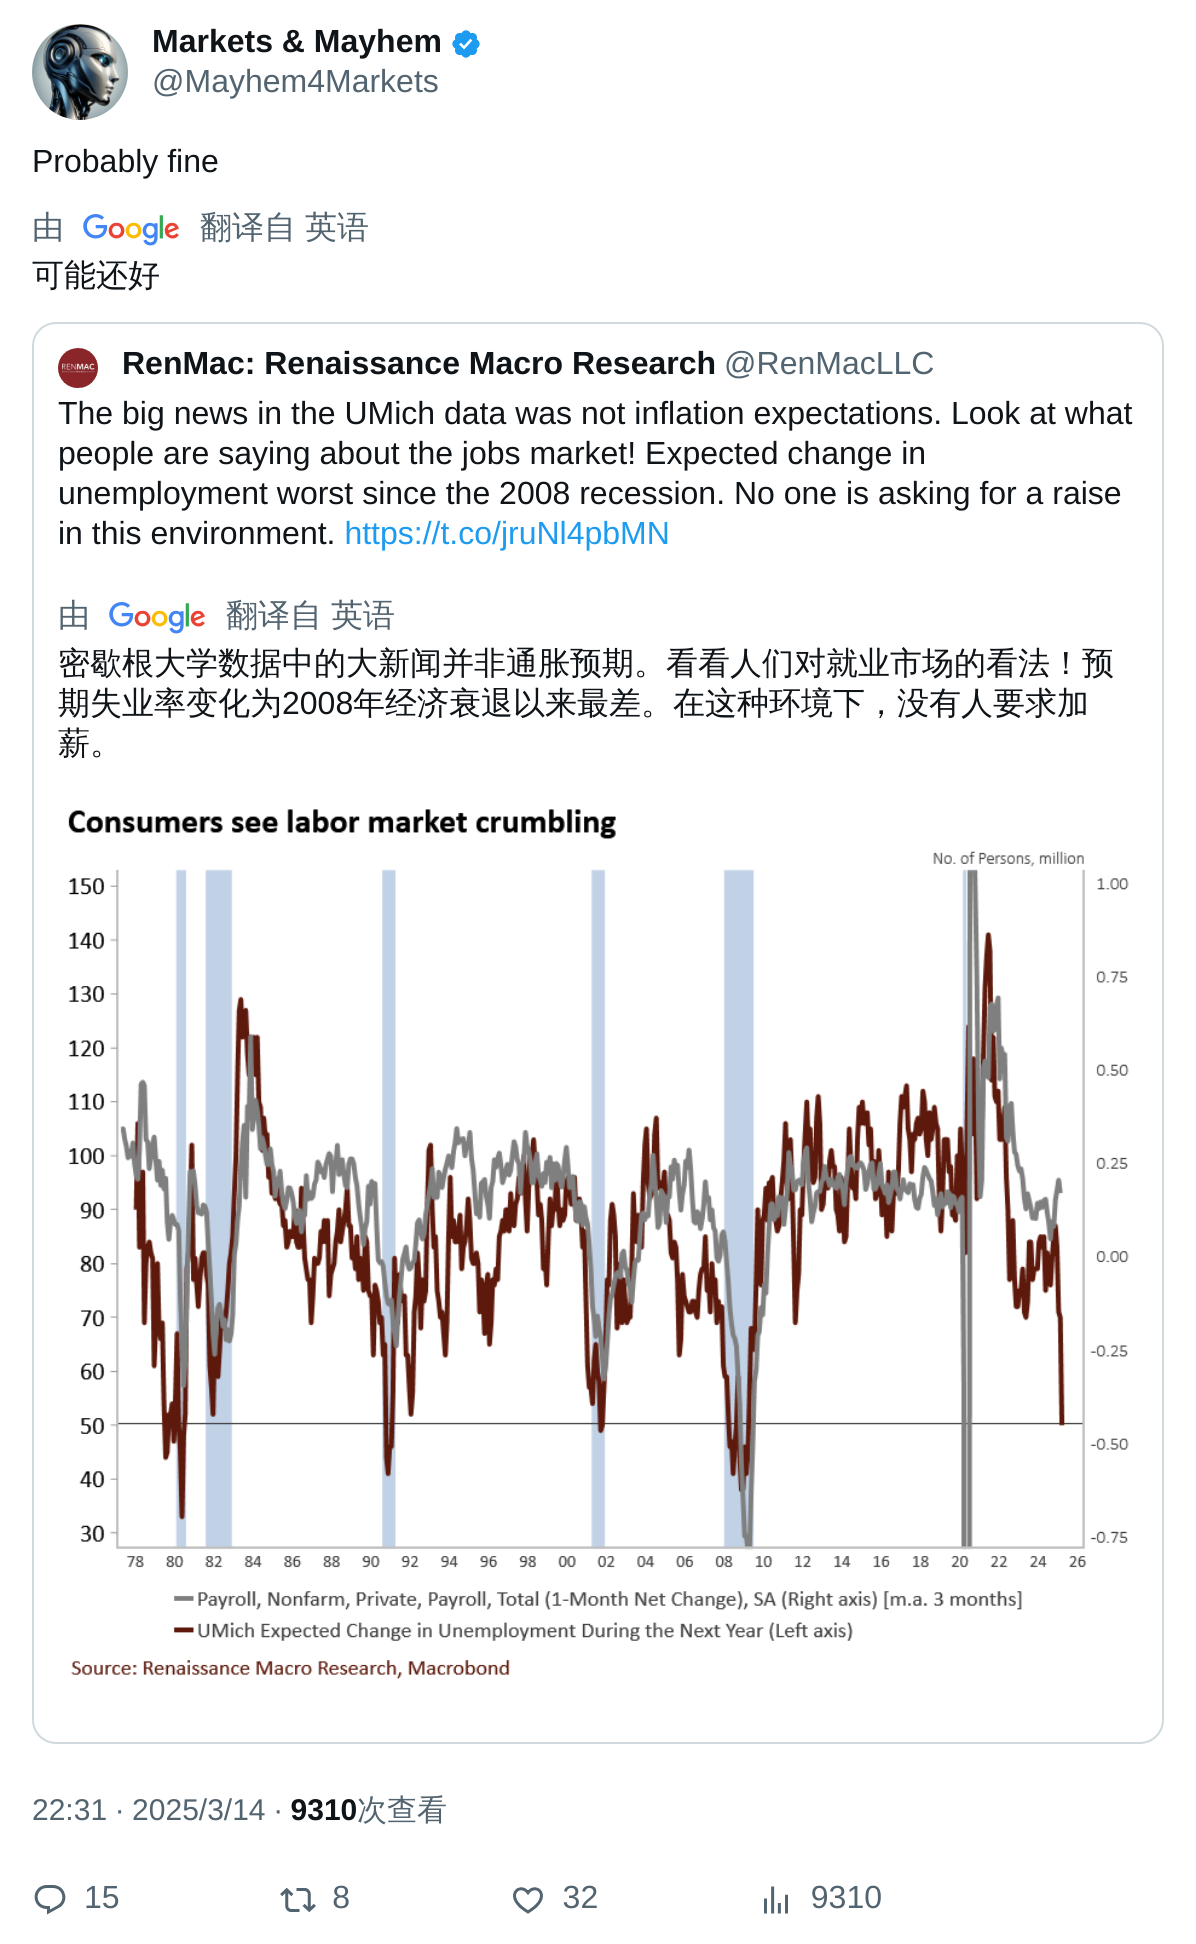 Markets & Mayhem
@Mayhem4Markets
Probably fine
由 Google 翻译自 英语
可能还好
RENMAC
RenMac: Renaissance Macro Research @RenMacLLC
The big news in the UMich data was not inflation expectations. Look at what
people are saying about the jobs market! Expected change in
unemployment worst since the 2008 recession. No one is asking for a raise
in this environment. https://t.co/jruNl4pbMN
由 Google 翻译自 英语
密歇根大学数据中的大新闻并非通胀预期。看看人们对就业市场的看法！预
期失业率变化为2008年经济衰退以来最差。在这种环境下，没有人要求加
薪。
Consumers see labor market crumbling
No. of Persons, million
150 1.00
140
130 0.75
120
110 0.50
100 0.25
90
80 0.00
70
60 -0.25
50 -0.50
40
30 -0.75
78 80 82 84 86 88 90 92 94 96 98 00 02 04 06 08 10 12 14 16 18 20 22 24 26
Payroll, Nonfarm, Private, Payroll, Total (1-Month Net Change), SA (Right axis) [m.a. 3 months]
UMich Expected Change in Unemployment During the Next Year (Left axis)
Source: Renaissance Macro Research, Macrobond
22:31 · 2025/3/14 · 9310次查看
15 8 32 9310